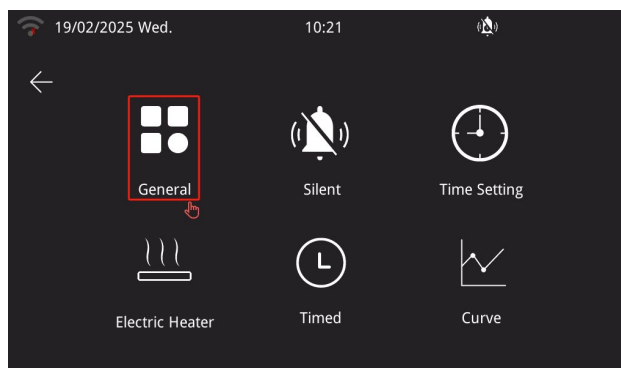 19/02/2025 Wed. 10:21
General Silent Time Setting
Electric Heater Timed Curve